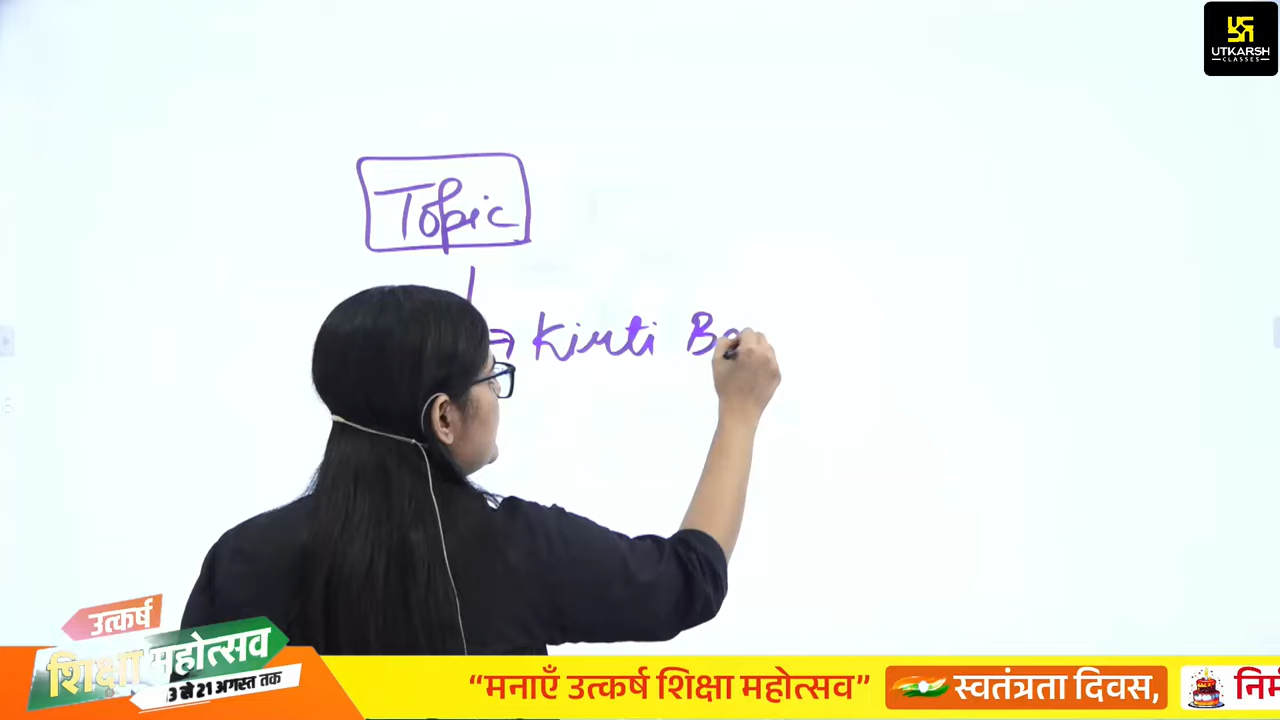 UTKARSH
CLASSES
Topic
Kirti
उत्कर्ष
शिक्षा महोत्सव
13 से 21 अगस्त तक
“मनाएँ उत्कर्ष शिक्षा महोत्सव” स्वतंत्रता दिवस,